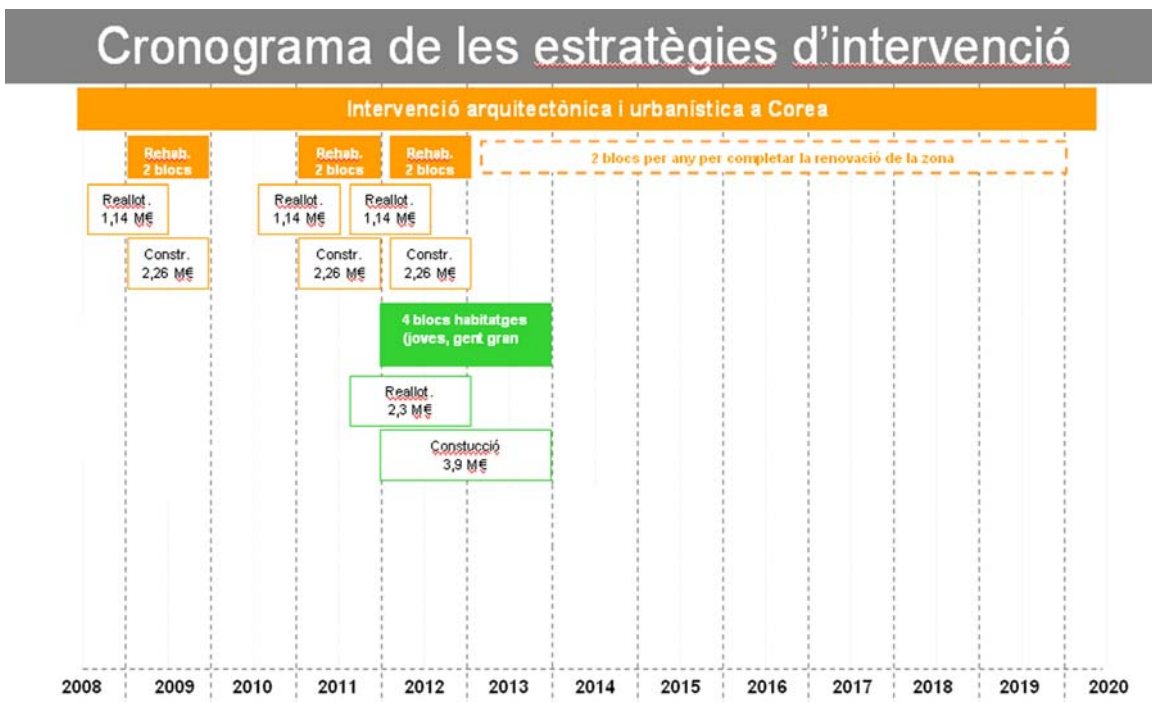 Cronograma de les estratègies d'intervenció
Intervenció arquitectònica i urbanística a Corea
Rehab.
2 blocs
Rehab.
2 blocs
Rehab.
2 blocs
2 blocs per any per completar la renovació de la zona
Reallot.
1,14 M€
Reallot.
1,14 M€
Reallot.
1,14 M€
Constr.
2,26 M€
Constr.
2,26 M€
Constr.
2,26 M€
4 blocs habitatges
(joves, gent gran
Reallot.
2,3 M€
Constucció
3,9 M€
2008 2009 2010 2011 2012 2013 2014 2015 2016 2017 2018 2019 2020